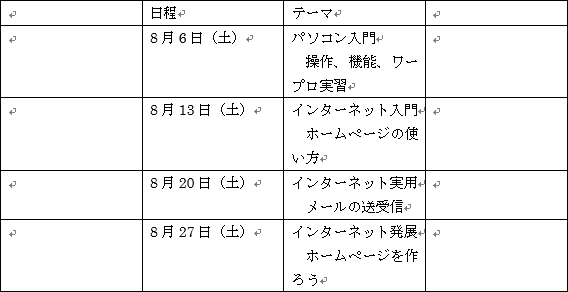 日程
テーマ
8月6日（土）
パソコン入門
操作、機能、ワー
プロ実習
8月13日（土）
インターネット入門
ホームページの使
い方
8月20日（土）
インターネット実用
メールの送受信
8月27日（土）
インターネット発展
ホームページを作
ろう